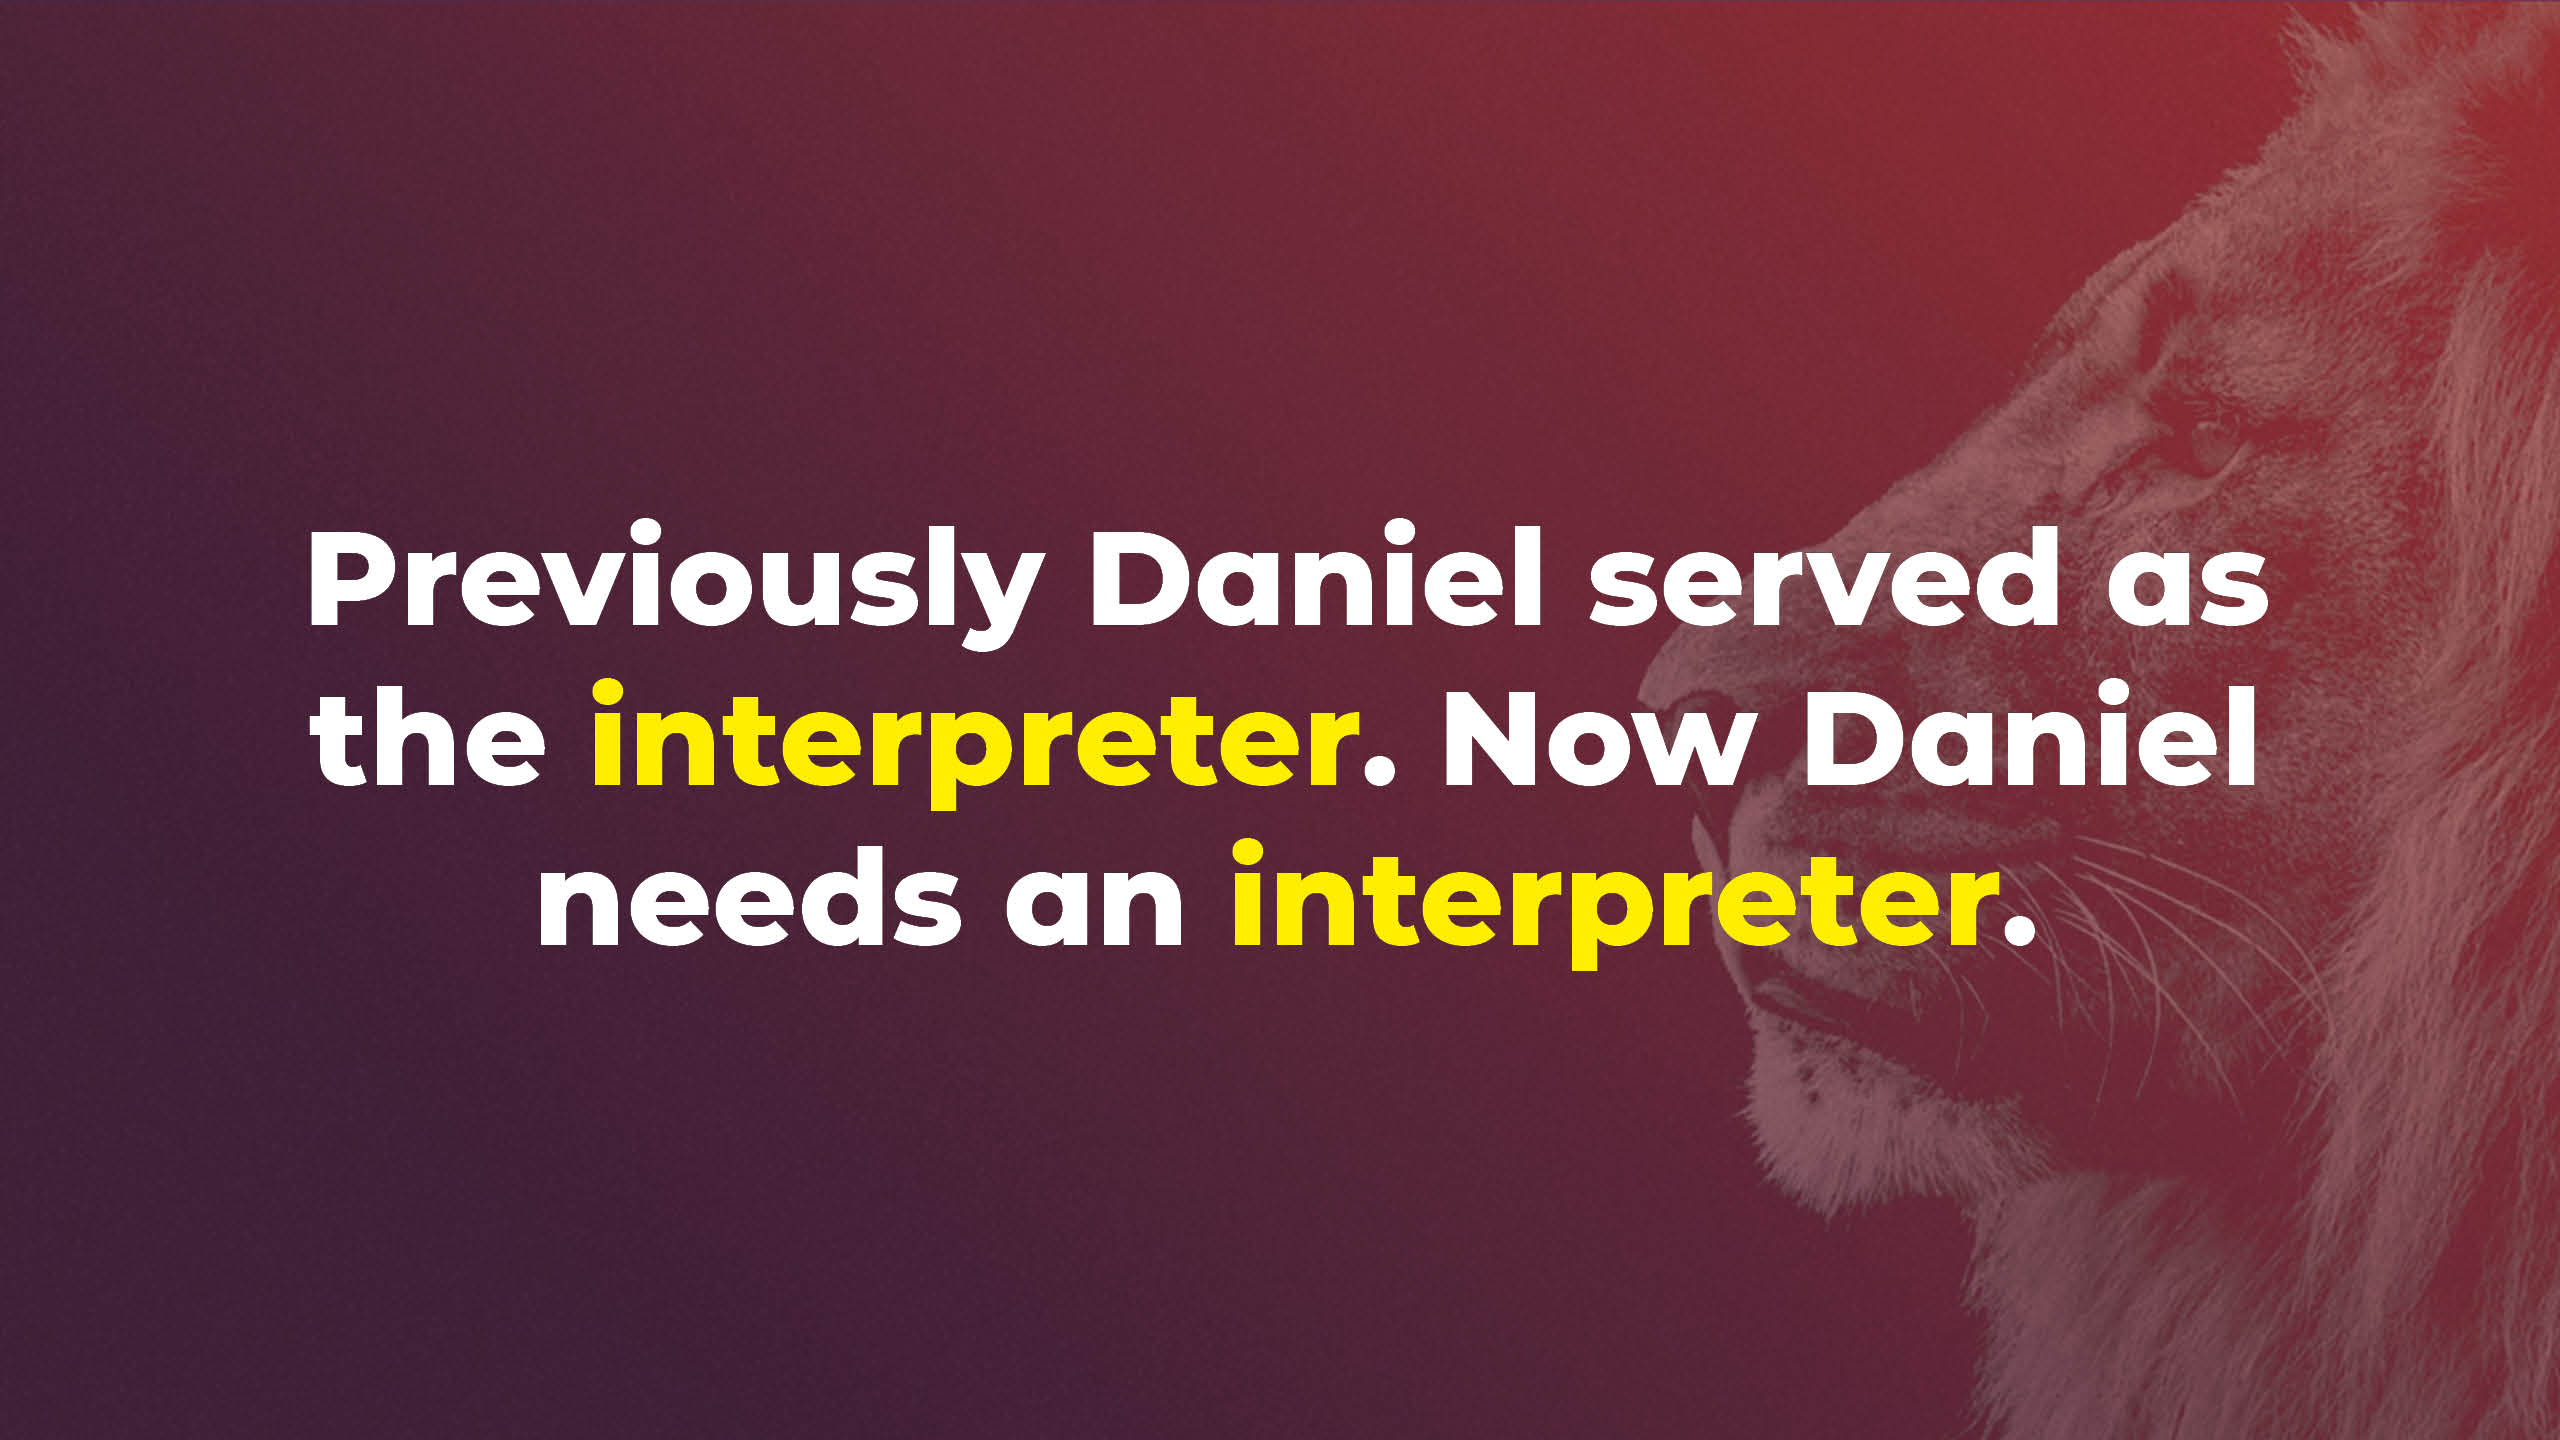 Previously Daniel served as
the interpreter. Now Daniel
needs an interpreter.